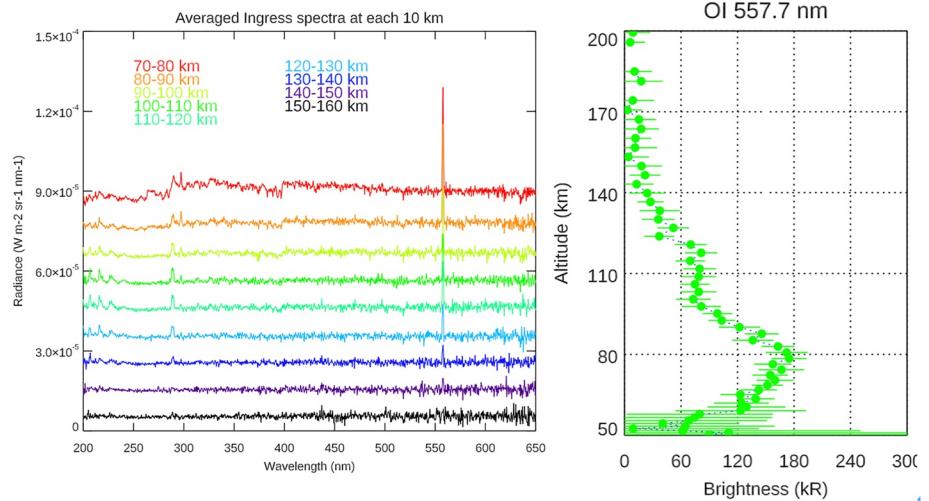 Averaged Ingress spectra at each 10 km
1.5×10⁻⁴
1.2×10⁻⁴
9.0×10⁻⁵
6.0×10⁻⁵
3.0×10⁻⁵
0
Radiance (W m-2 sr-1 nm-1)
70-80 km
80-90 km
90-100 km
100-110 km
110-120 km
120-130 km
130-140 km
140-150 km
150-160 km
200 250 300 350 400 450 500 550 600 650
Wavelength (nm)
OI 557.7 nm
200
170
140
110
80
50
Altitude (km)
0 60 120 180 240 300
Brightness (kR)